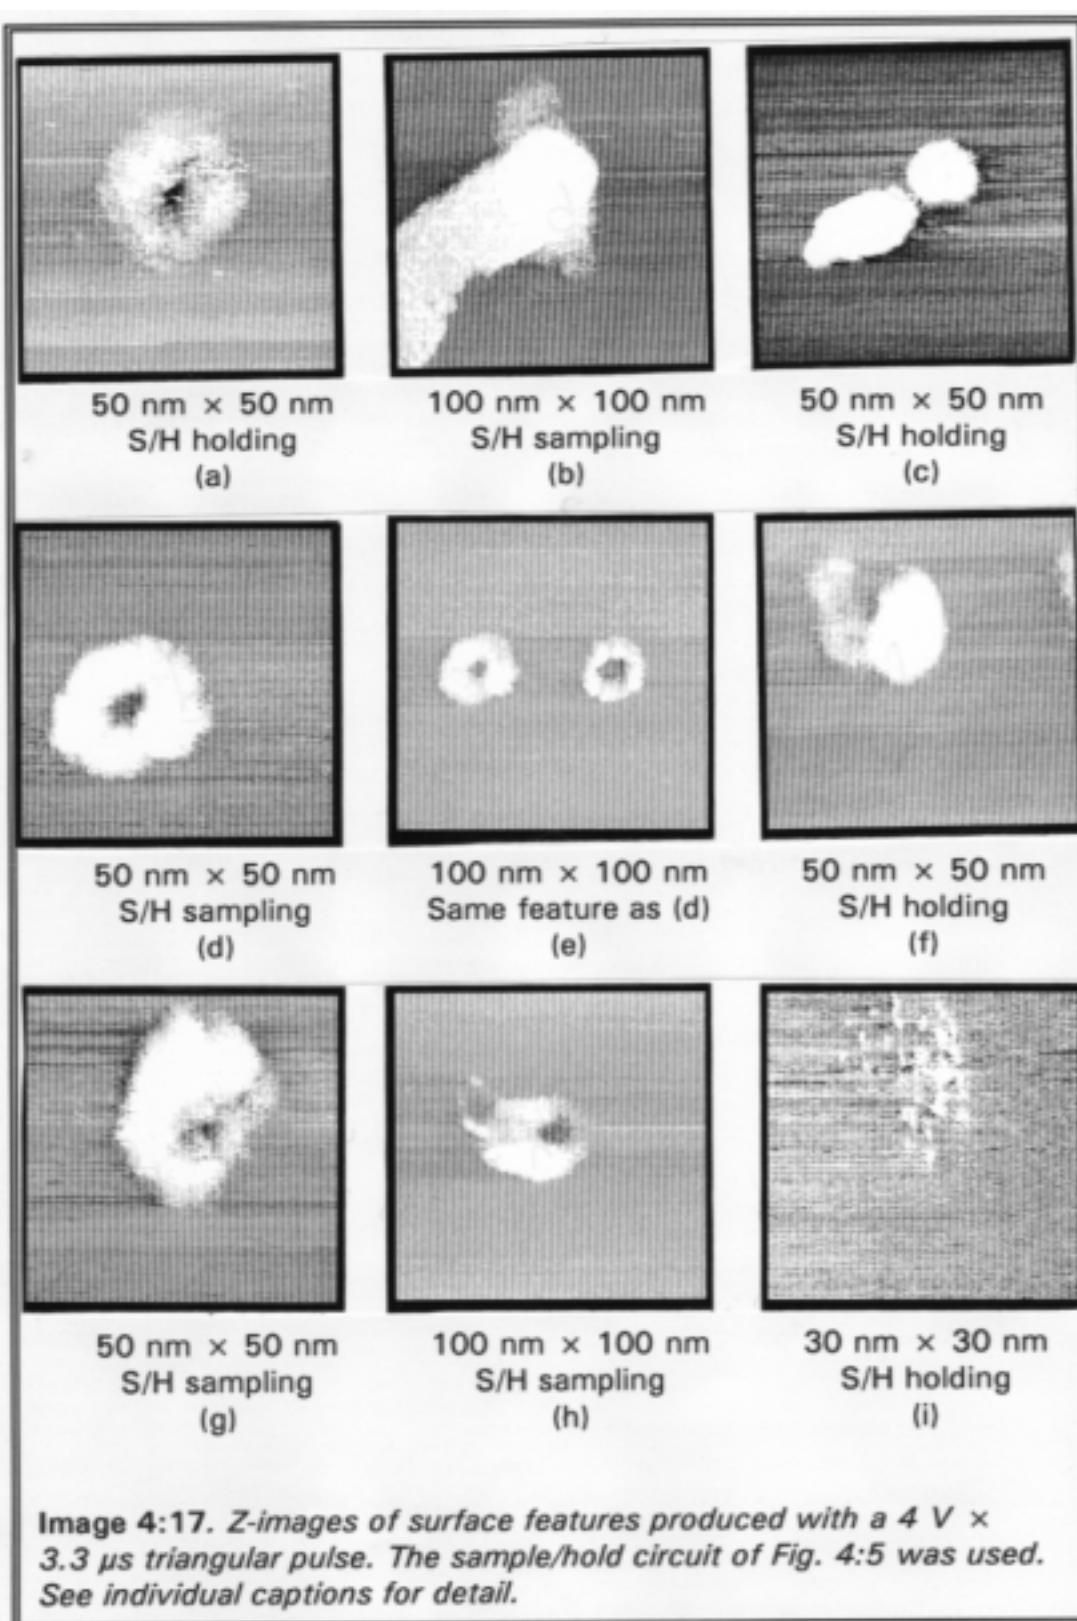 50 nm × 50 nm
S/H holding
(a)
100 nm × 100 nm
S/H sampling
(b)
50 nm × 50 nm
S/H holding
(c)
50 nm × 50 nm
S/H sampling
(d)
100 nm × 100 nm
Same feature as (d)
(e)
50 nm × 50 nm
S/H holding
(f)
50 nm × 50 nm
S/H sampling
(g)
100 nm × 100 nm
S/H sampling
(h)
30 nm × 30 nm
S/H holding
(i)
Image 4:17. Z-images of surface features produced with a 4 V ×
3.3 μs triangular pulse. The sample/hold circuit of Fig. 4:5 was used.
See individual captions for detail.